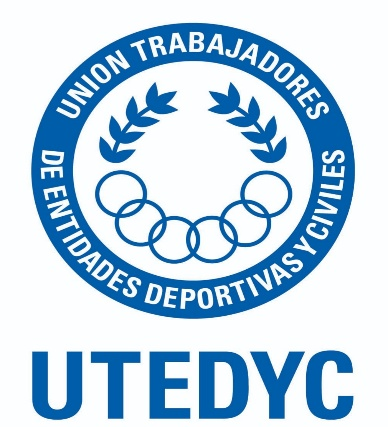 UNION TRABAJADORES
DE ENTIDADES DEPORTIVAS Y CIVILES
UTEDYC